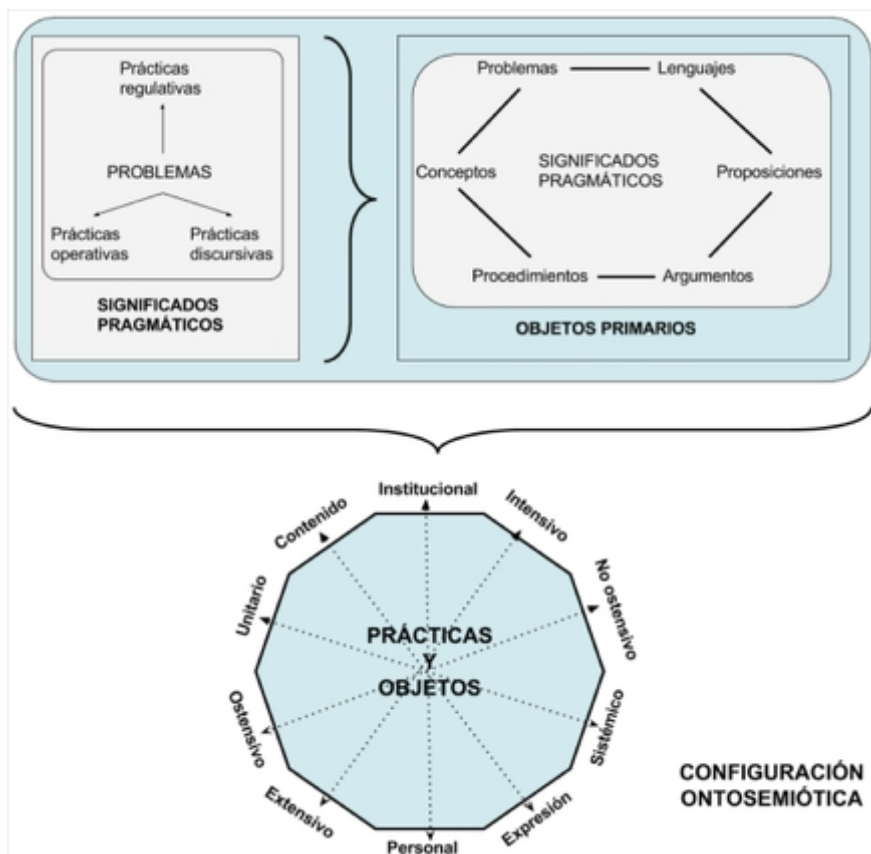 Prácticas
regulativas
PROBLEMAS
Prácticas
operativas
Prácticas
discursivas
SIGNIFICADOS
PRAGMÁTICOS
Problemas
Lenguajes
Conceptos
SIGNIFICADOS
PRAGMÁTICOS
Proposiciones
Procedimientos
Argumentos
OBJETOS PRIMARIOS
Institucional
Contenido
Intensivo
Unitario
No ostensivo
PRÁCTICAS
Y
OBJETOS
Ostensivo
Sistémico
Extensivo
Expresión
Personal
CONFIGURACIÓN
ONTOSEMIÓTICA